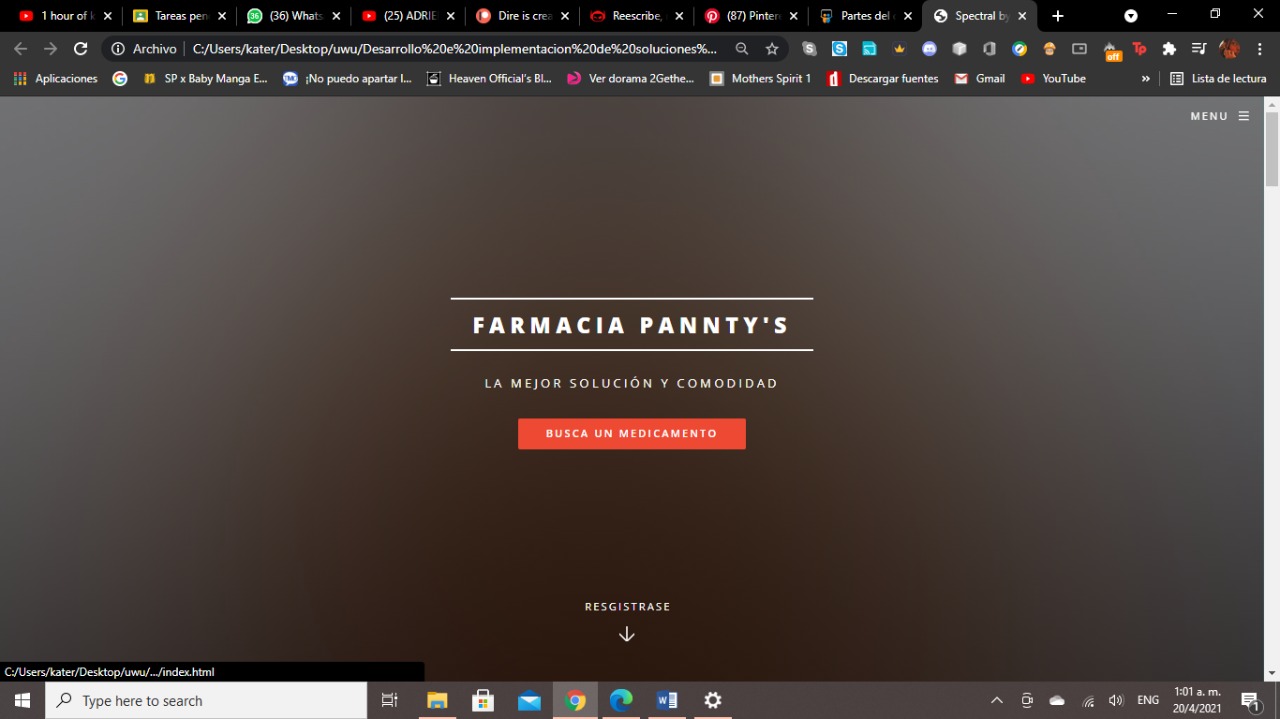 1 hour of k
Tareas pen
(36) Whats
(25) ADRIE
Dire is crea
Reescribe,
(87) Pinter
Partes del
Spectral by
Archivo
C:/Users/kater/Desktop/uwu/Desarrollo%20e%20implementacion%20de%20soluciones%...
off
Tp
Aplicaciones
SP x Baby Manga E...
¡No puedo apartar l...
Heaven Official's Bl...
Ver dorama 2Gethe...
Mothers Spirit 1
Descargar fuentes
Gmail
YouTube
»
Lista de lectura
MENU
FARMACIA PANNTY'S
LA MEJOR SOLUCIÓN Y COMODIDAD
BUSCA UN MEDICAMENTO
RESGISTRASE
C:/Users/kater/Desktop/uwu/.../index.html
Type here to search
ENG
1:01 a. m.
20/4/2021
1